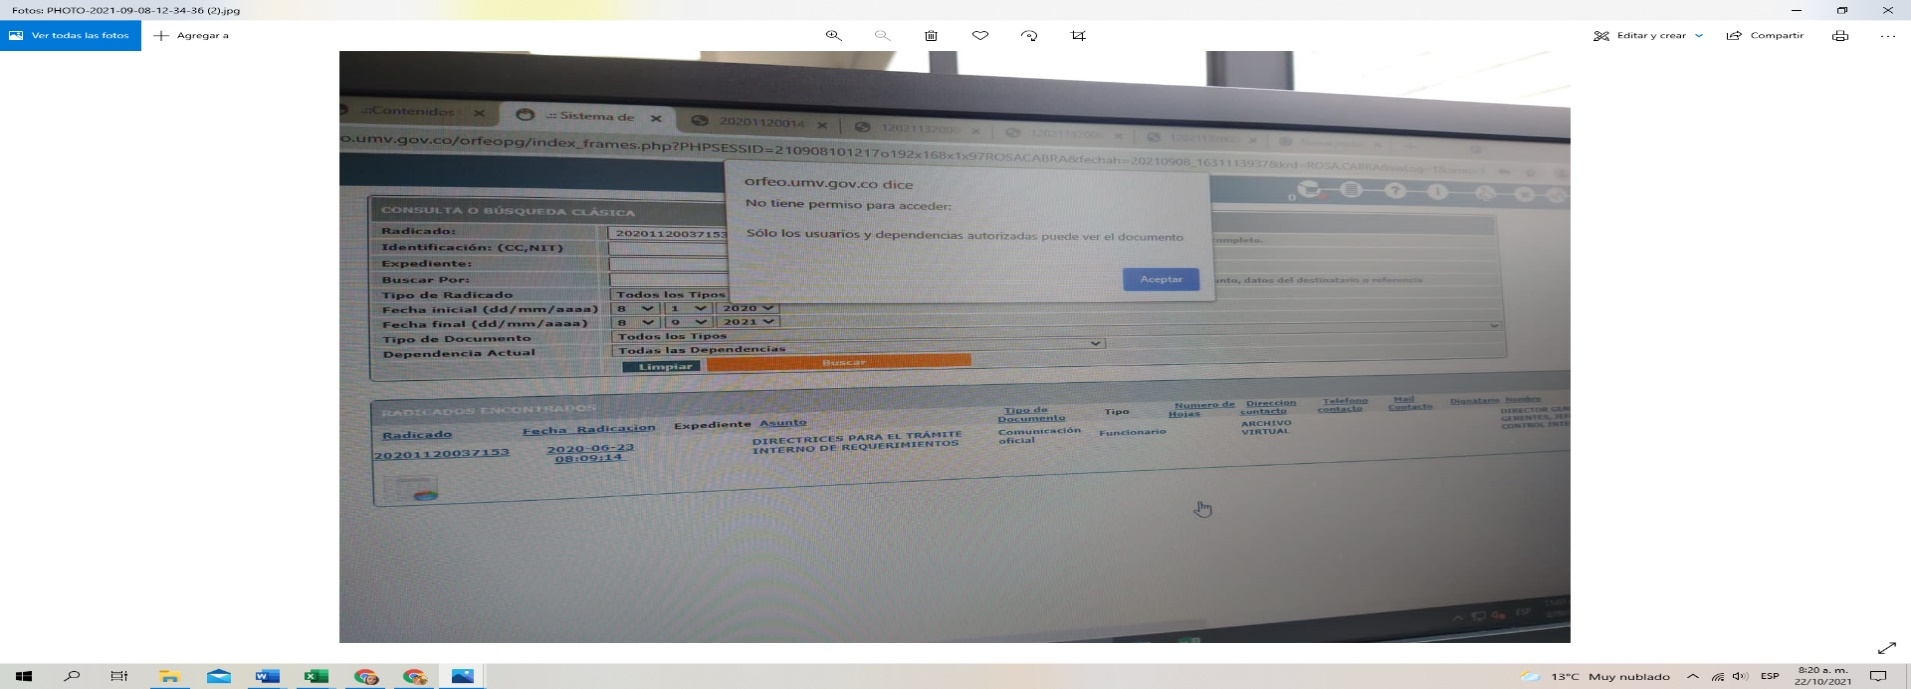 Fotos: PHOTO-2021-09-08-12-34-36 (2).jpg
Ver todas las fotos
Agregar a
Editar y crear
Compartir
::Contenidos
.:: Sistema de
20201120014
o.umv.gov.co/orfeopg/index_frames.php?PHPSESSID=210908101217o192x168x1x97ROSACABRA&fechah=20210908_1631113937&krd=ROSA.CABRA
orfeo.umv.gov.co dice
No tiene permiso para acceder:
Sólo los usuarios y dependencias autorizadas puede ver el documento
Aceptar
0
CONSULTA O BÚSQUEDA CLÁSICA
Radicado: 20201120037153
Identificación: (CC,NIT)
Expediente:
Buscar Por:
nto, datos del destinatario o referencia
Tipo de Radicado Todos los Tipos
Fecha inicial (dd/mm/aaaa) 8 1 2020
Fecha final (dd/mm/aaaa) 8 9 2021
Tipo de Documento Todos los Tipos
Dependencia Actual Todas las Dependencias
Limpiar Buscar
RADICADOS ENCONTRADOS
Radicado Fecha Radicacion Expediente Asunto Tipo de Documento Tipo Numero de Hojas Direccion contacto Telefono contacto Mail Contacto Dignatario Nombre
20201120037153 2020-06-23 08:09:14 DIRECTRICES PARA EL TRÁMITE INTERNO DE REQUERIMIENTOS Comunicación oficial Funcionario ARCHIVO VIRTUAL
ESP
13°C Muy nublado
ESP
8:20 a. m.
22/10/2021